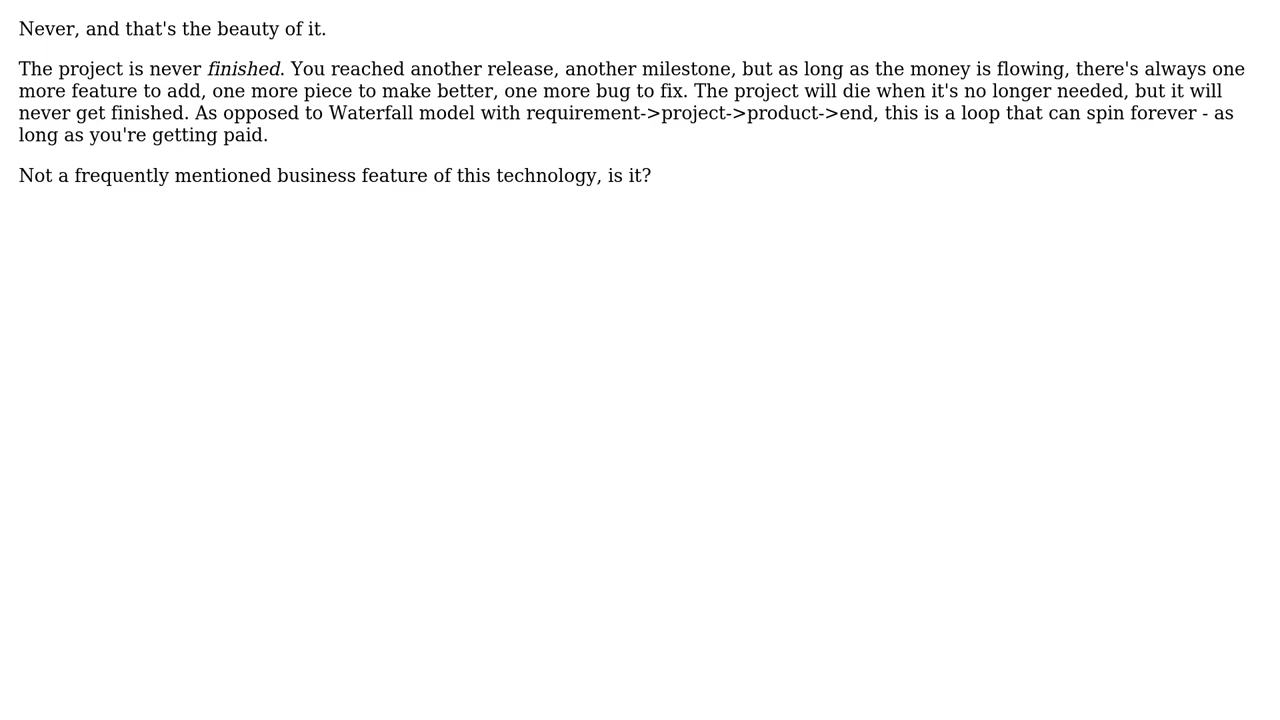 Never, and that's the beauty of it.
The project is never finished. You reached another release, another milestone, but as long as the money is flowing, there's always one
more feature to add, one more piece to make better, one more bug to fix. The project will die when it's no longer needed, but it will
never get finished. As opposed to Waterfall model with requirement->project->product->end, this is a loop that can spin forever - as
long as you're getting paid.
Not a frequently mentioned business feature of this technology, is it?